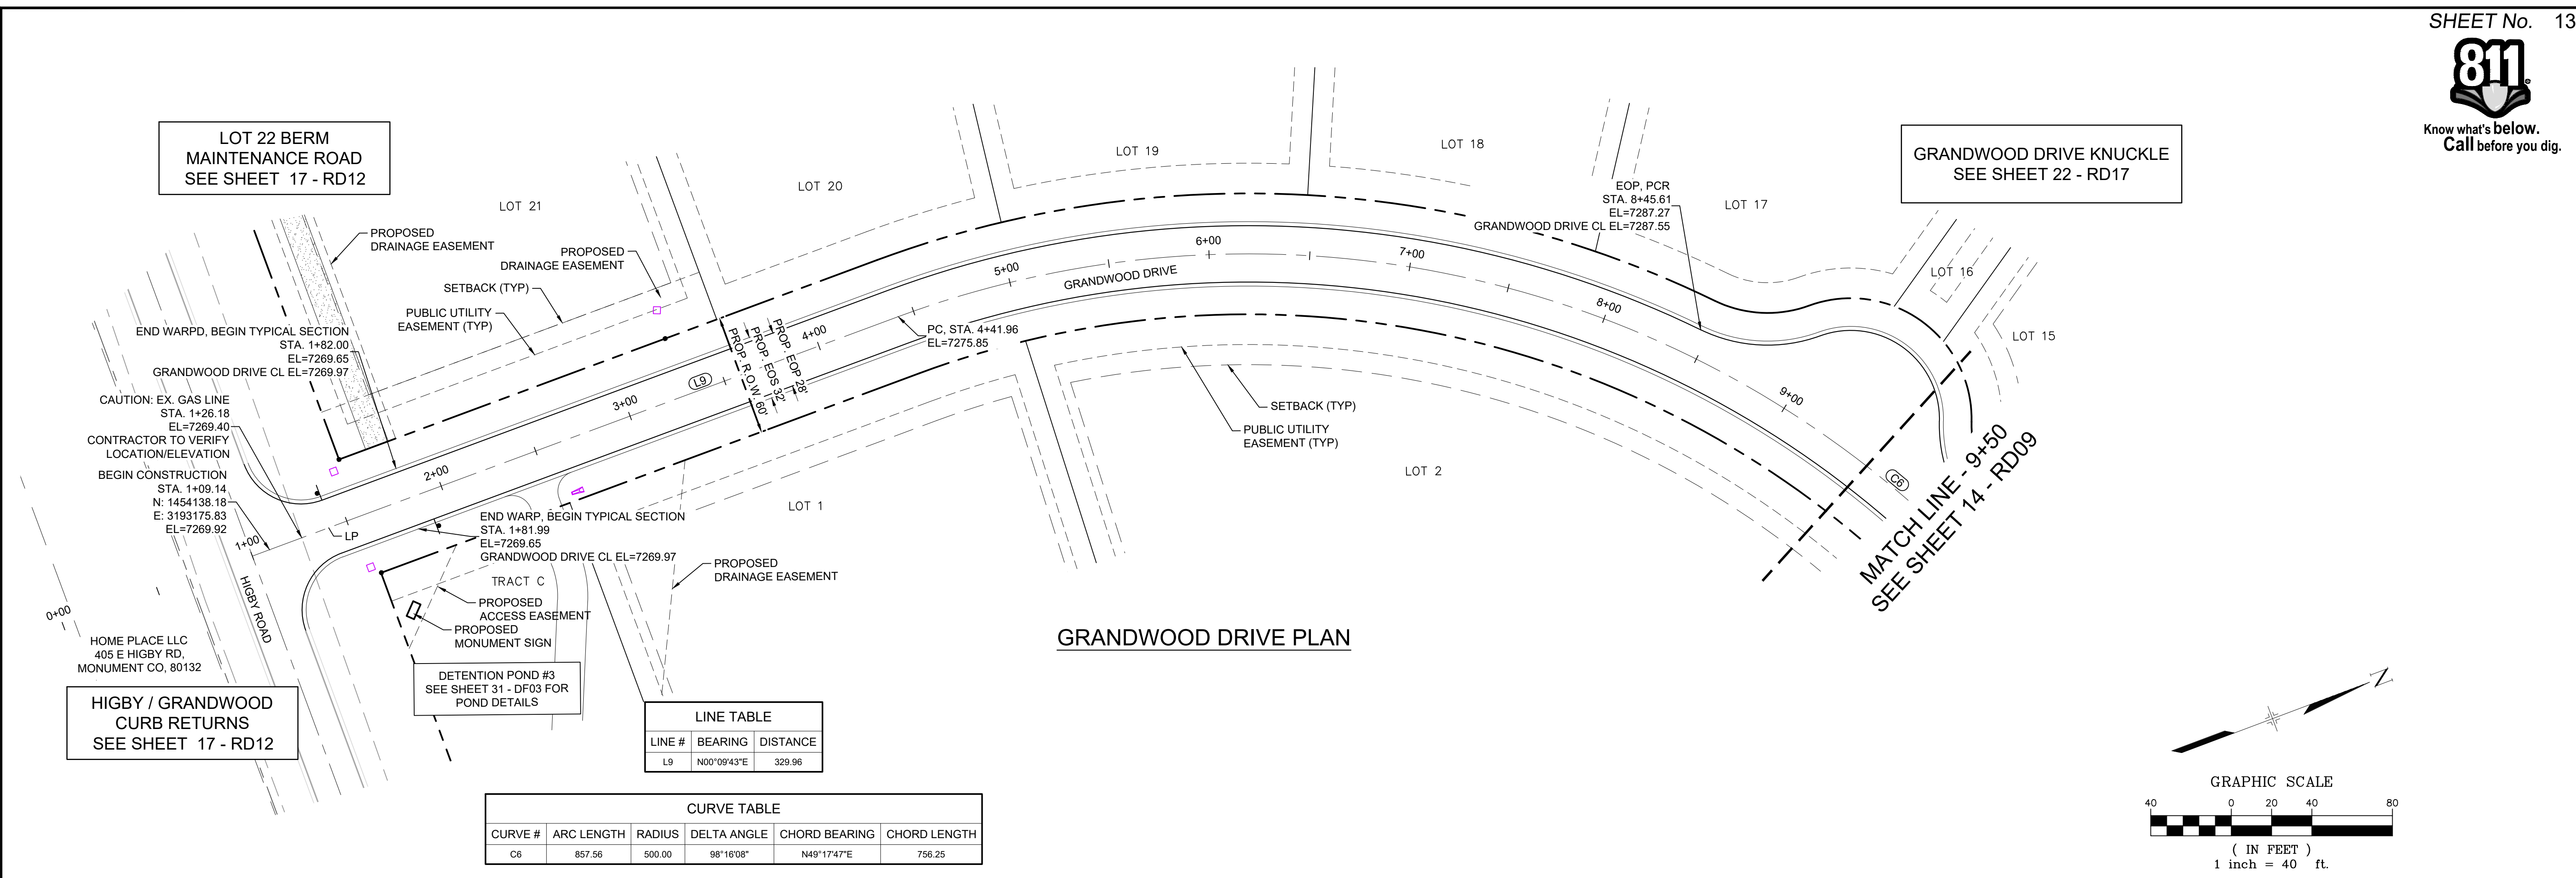 SHEET No. 13
811
Know what's below.
Call before you dig.
LOT 22 BERM
MAINTENANCE ROAD
SEE SHEET 17 - RD12
GRANDWOOD DRIVE KNUCKLE
SEE SHEET 22 - RD17
LOT 21
LOT 20
LOT 19
LOT 18
LOT 17
LOT 16
LOT 15
PROPOSED
DRAINAGE EASEMENT
PROPOSED
DRAINAGE EASEMENT
SETBACK (TYP)
PUBLIC UTILITY
EASEMENT (TYP)
EOP, PCR
STA. 8+45.61
EL=7287.27
GRANDWOOD DRIVE CL EL=7287.55
END WARPD, BEGIN TYPICAL SECTION
STA. 1+82.00
EL=7269.65
GRANDWOOD DRIVE CL EL=7269.97
CAUTION: EX. GAS LINE
STA. 1+26.18
EL=7269.40
CONTRACTOR TO VERIFY
LOCATION/ELEVATION
BEGIN CONSTRUCTION
STA. 1+09.14
N: 1454138.18
E: 3193175.83
EL=7269.92
0+00
1+00
2+00
3+00
4+00
5+00
6+00
7+00
8+00
9+00
L9
PROP. R.O.W. 60'
PROP. EOS 32'
PROP. EOP 28'
PC, STA. 4+41.96
EL=7275.85
GRANDWOOD DRIVE
SETBACK (TYP)
PUBLIC UTILITY
EASEMENT (TYP)
LOT 2
LOT 1
C6
MATCH LINE - 9+50
SEE SHEET 14 - RD09
LP
HIGBY ROAD
END WARP, BEGIN TYPICAL SECTION
STA. 1+81.99
EL=7269.65
GRANDWOOD DRIVE CL EL=7269.97
PROPOSED
DRAINAGE EASEMENT
TRACT C
PROPOSED
ACCESS EASEMENT
PROPOSED
MONUMENT SIGN
HOME PLACE LLC
405 E HIGBY RD,
MONUMENT CO, 80132
HIGBY / GRANDWOOD
CURB RETURNS
SEE SHEET 17 - RD12
DETENTION POND #3
SEE SHEET 31 - DF03 FOR
POND DETAILS
GRANDWOOD DRIVE PLAN
LINE TABLE
LINE # BEARING DISTANCE
L9 N00°09'43"E 329.96
CURVE TABLE
CURVE # ARC LENGTH RADIUS DELTA ANGLE CHORD BEARING CHORD LENGTH
C6 857.56 500.00 98°16'08" N49°17'47"E 756.25
N
GRAPHIC SCALE
40 0 20 40 80
( IN FEET )
1 inch = 40 ft.